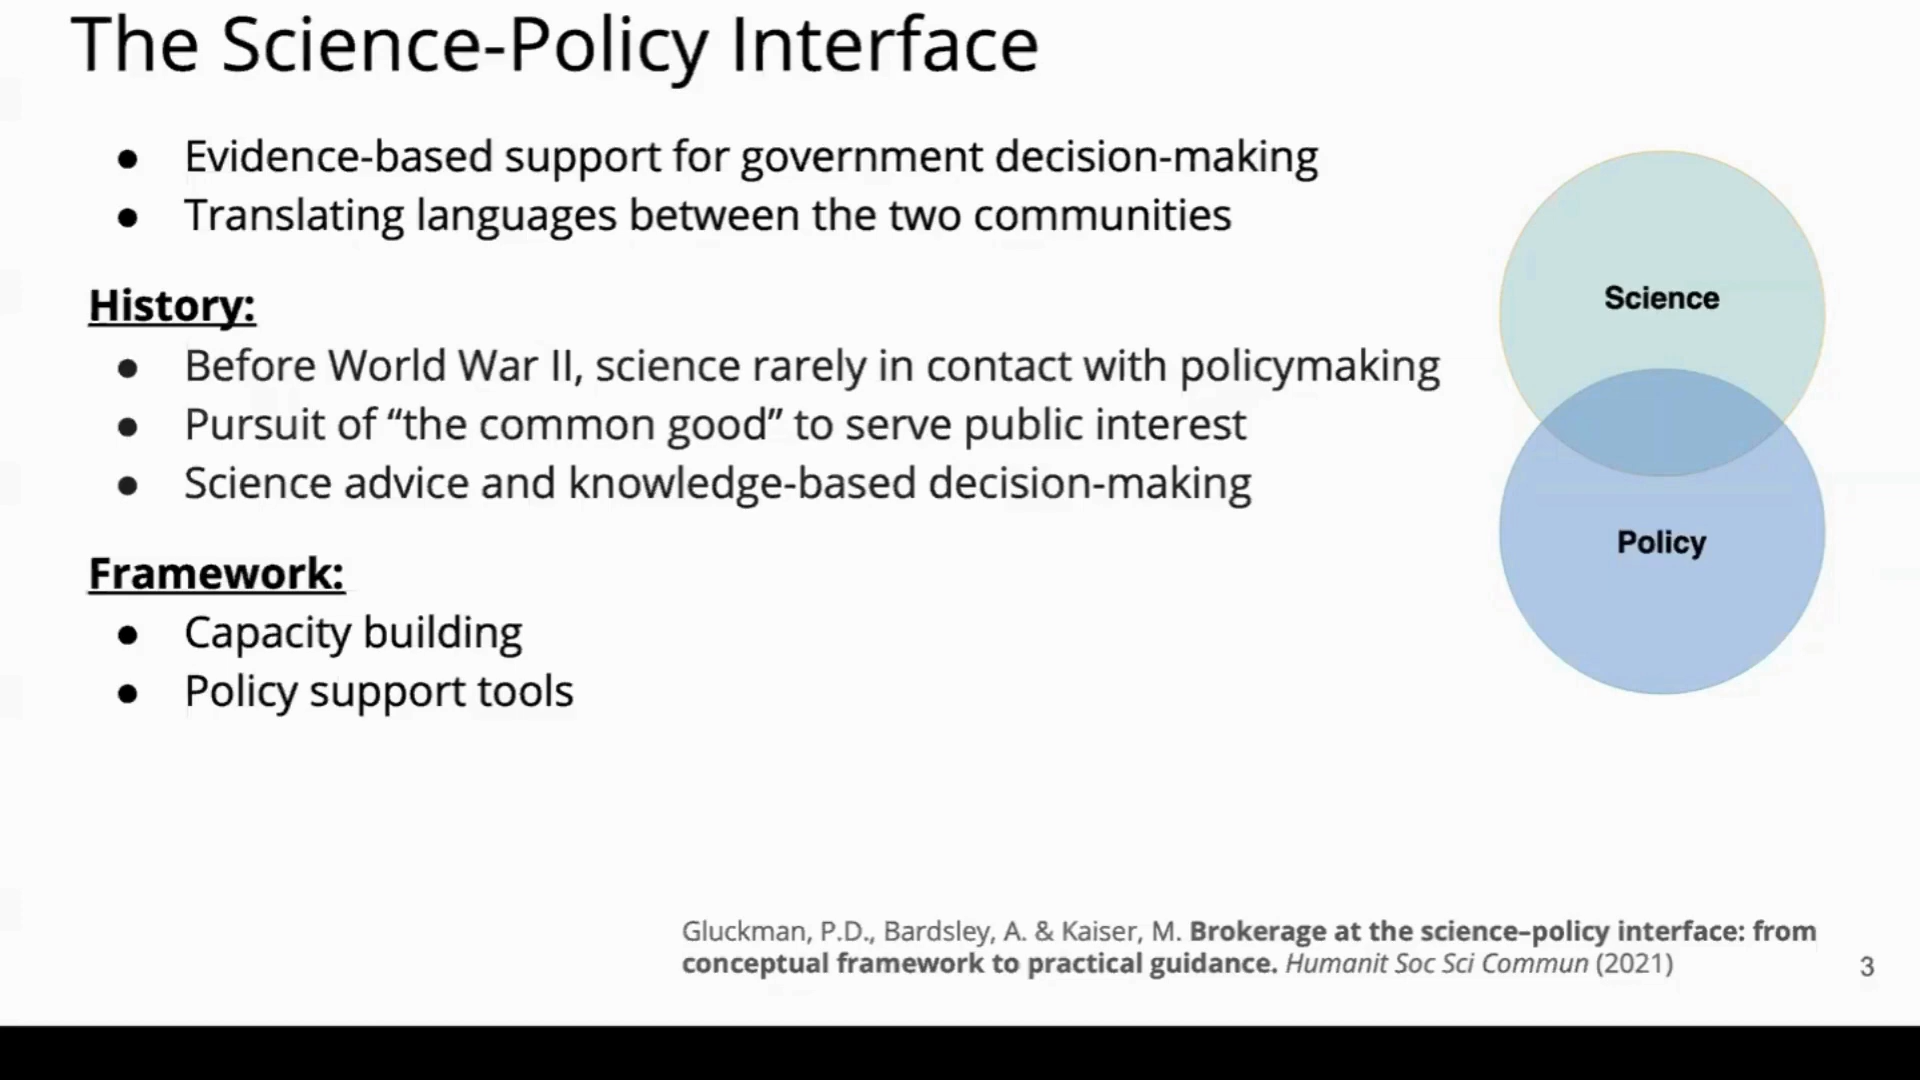 The Science-Policy Interface
● Evidence-based support for government decision-making
● Translating languages between the two communities
History:
● Before World War II, science rarely in contact with policymaking
● Pursuit of “the common good” to serve public interest
● Science advice and knowledge-based decision-making
Framework:
● Capacity building
● Policy support tools
Science
Policy
Gluckman, P.D., Bardsley, A. & Kaiser, M. Brokerage at the science–policy interface: from
conceptual framework to practical guidance. Humanit Soc Sci Commun (2021)
3